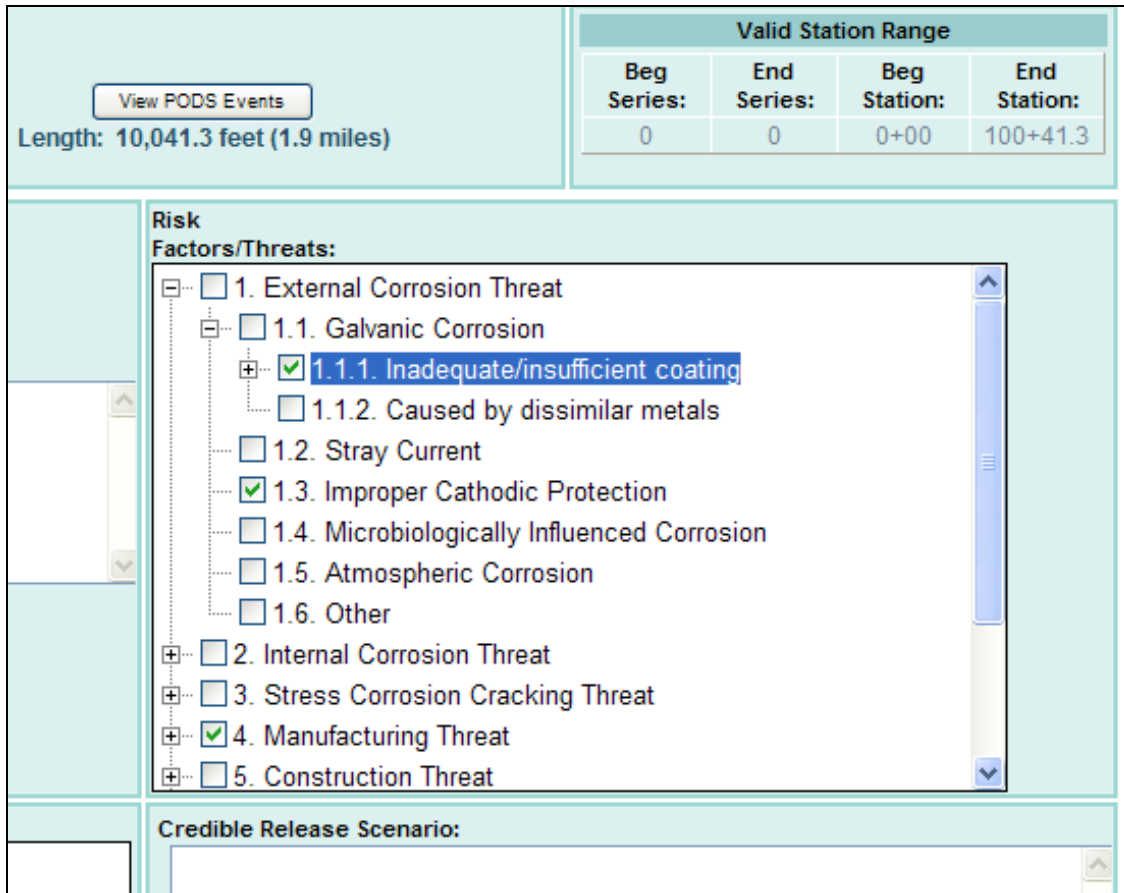 Valid Station Range
Beg Series: End Series: Beg Station: End Station:
0 0 0+00 100+41.3
View PODS Events
Length: 10,041.3 feet (1.9 miles)
Risk
Factors/Threats:
1. External Corrosion Threat
1.1. Galvanic Corrosion
1.1.1. Inadequate/insufficient coating
1.1.2. Caused by dissimilar metals
1.2. Stray Current
1.3. Improper Cathodic Protection
1.4. Microbiologically Influenced Corrosion
1.5. Atmospheric Corrosion
1.6. Other
2. Internal Corrosion Threat
3. Stress Corrosion Cracking Threat
4. Manufacturing Threat
5. Construction Threat
Credible Release Scenario: